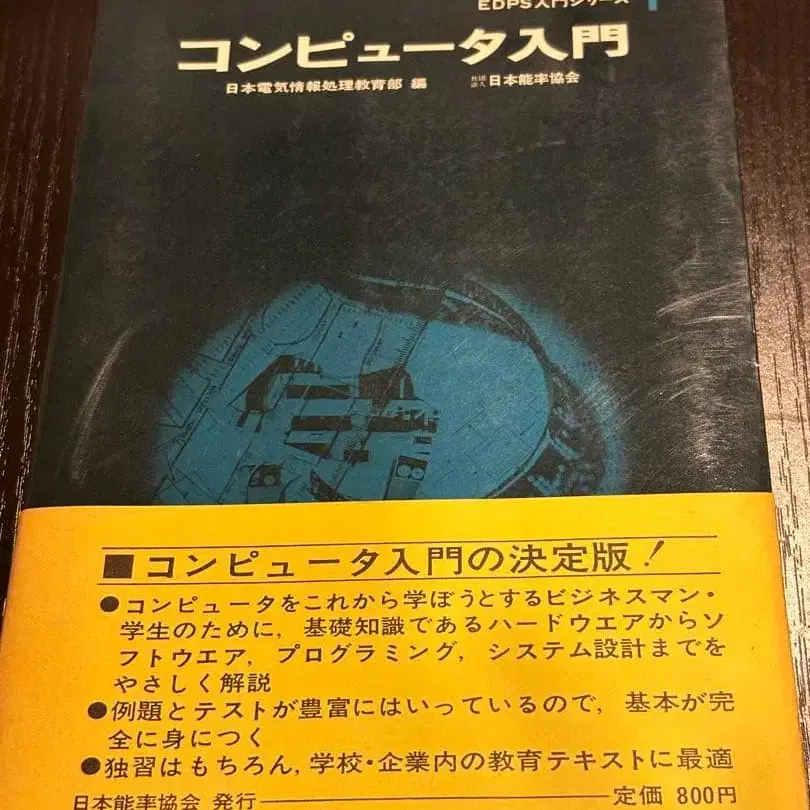 EDPS入門シリーズ 1
コンピュータ入門
日本電気情報処理教育部 編 社団法人 日本能率協会
■コンピュータ入門の決定版!
●コンピュータをこれから学ぼうとするビジネスマン・
学生のために, 基礎知識であるハードウエアからソ
フトウエア, プログラミング, システム設計までを
やさしく解説
●例題とテストが豊富にはいっているので, 基本が完
全に身につく
●独習はもちろん, 学校・企業内の教育テキストに最適
日本能率協会 発行 定価 800円